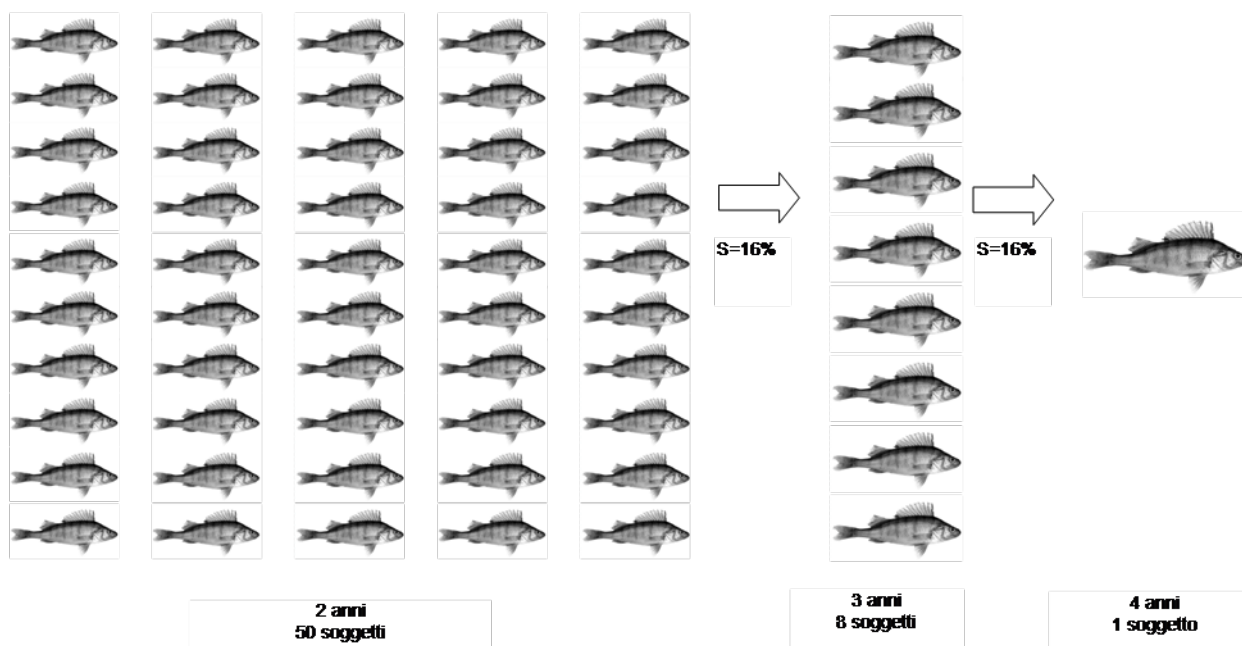 S=16%
S=16%
2 anni
50 soggetti
3 anni
8 soggetti
4 anni
1 soggetto